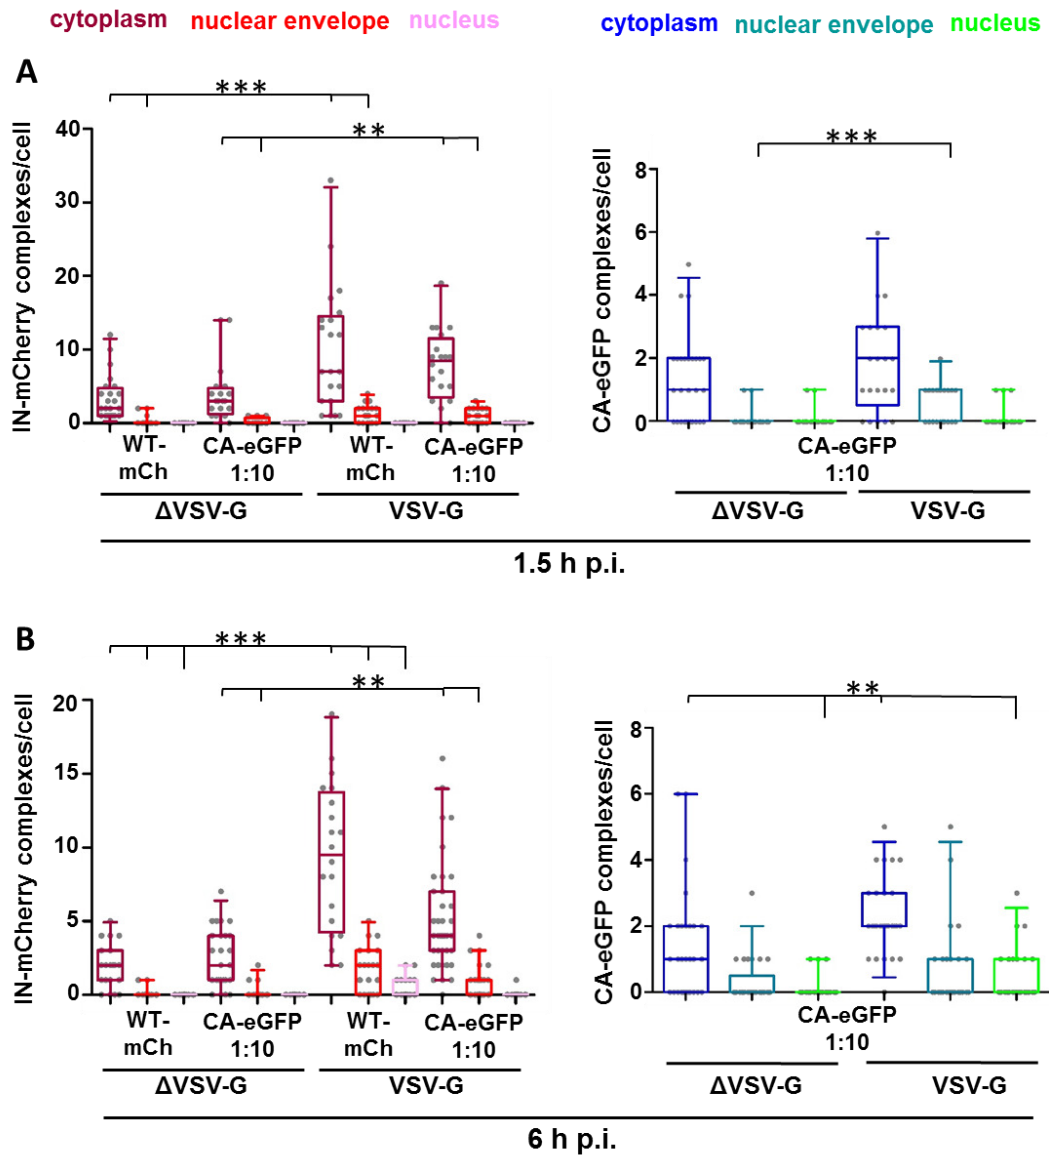 cytoplasm nuclear envelope nucleus
cytoplasm nuclear envelope nucleus
A
***
**
IN-mCherry complexes/cell
40
30
20
10
0
WT-mCh
CA-eGFP 1:10
WT-mCh
CA-eGFP 1:10
ΔVSV-G
VSV-G
***
CA-eGFP complexes/cell
8
6
4
2
0
CA-eGFP
1:10
ΔVSV-G
VSV-G
1.5 h p.i.
B
***
**
IN-mCherry complexes/cell
20
15
10
5
0
WT-mCh
CA-eGFP 1:10
WT-mCh
CA-eGFP 1:10
ΔVSV-G
VSV-G
**
CA-eGFP complexes/cell
8
6
4
2
0
CA-eGFP
1:10
ΔVSV-G
VSV-G
6 h p.i.